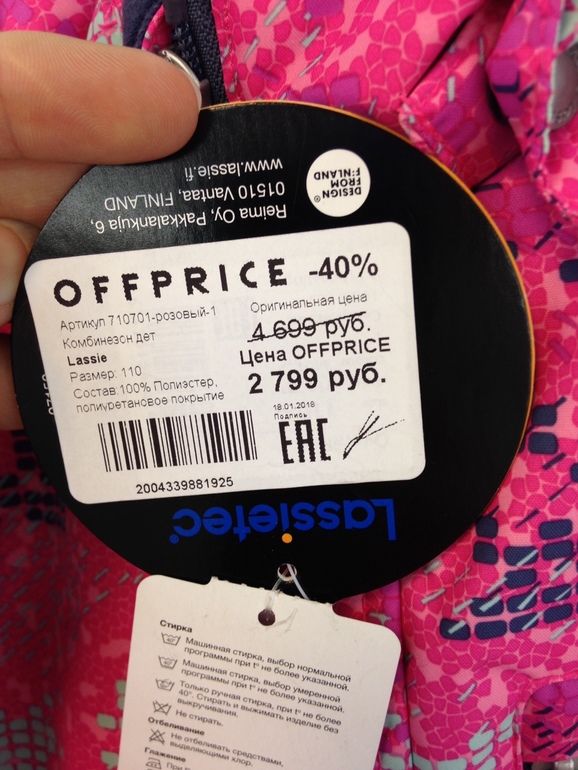 DESIGN
FROM
FINLAND
Reima Oy, Pakkalankuja 6,
01510 Vantaa, FINLAND
www.lassie.fi
OFFPRICE -40%
Артикул 710701-розовый-1
Комбинезон дет
Lassie
Размер: 110
Состав:100% Полиэстер,
полиуретановое покрытие
Оригинальная цена
4 699 руб.
Цена OFFPRICE
2 799 руб.
18.01.2018
Подпись
EAC
2004339881925
Lassietec
Стирка
Машинная стирка, выбор нормальной
программы при t° не более указанной.
Машинная стирка, выбор умеренной
программы при t° не более указанной.
Только ручная стирка, при t° не более
40°. Стирать и выжимать изделие без
выкручивания.
Не стирать.
Отбеливание
Не отбеливать средствами,
выделяющими хлор.
Глажение